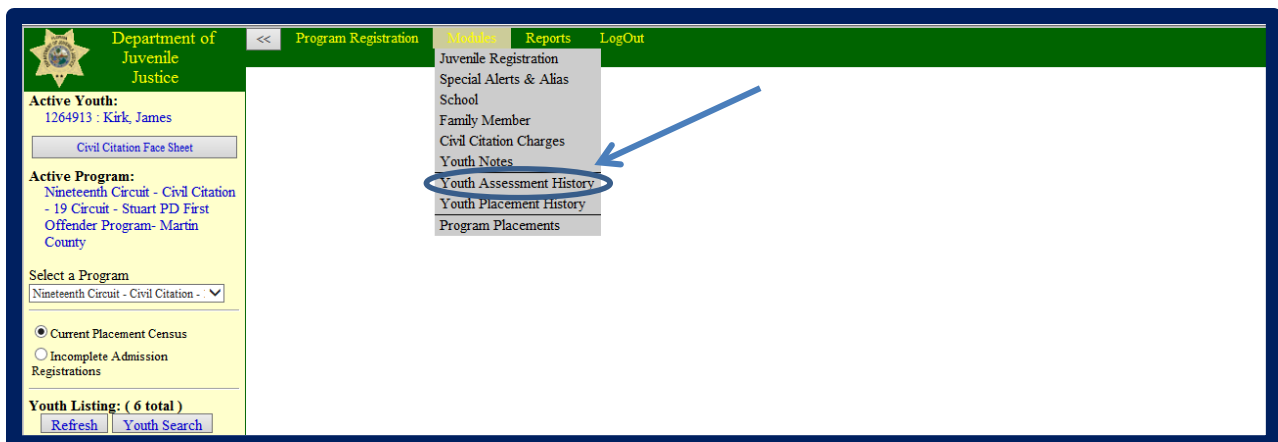 Department of
Juvenile
Justice
<< Program Registration Modules Reports LogOut
Juvenile Registration
Special Alerts & Alias
School
Family Member
Civil Citation Charges
Youth Notes
Youth Assessment History
Youth Placement History
Program Placements
Active Youth:
1264913 : Kirk, James
Civil Citation Face Sheet
Active Program:
Nineteenth Circuit - Civil Citation
- 19 Circuit - Stuart PD First
Offender Program- Martin
County
Select a Program
Nineteenth Circuit - Civil Citation -
Current Placement Census
Incomplete Admission
Registrations
Youth Listing: ( 6 total )
Refresh Youth Search